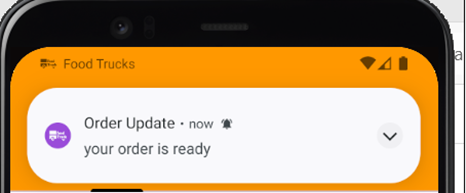 Food Trucks
Order Update • now
your order is ready